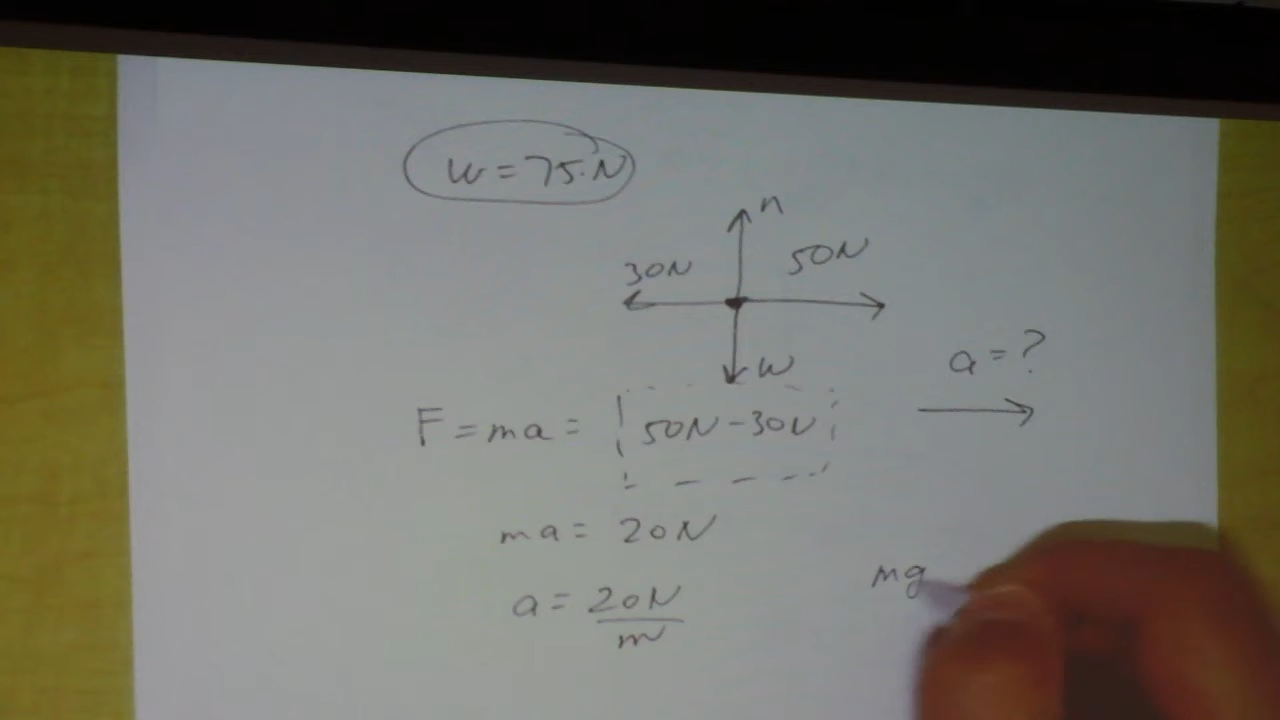 w = 75.N
n
30N
50N
w
a = ?
F = ma = 50N - 30N
ma = 20N
mg
a = 20N
m